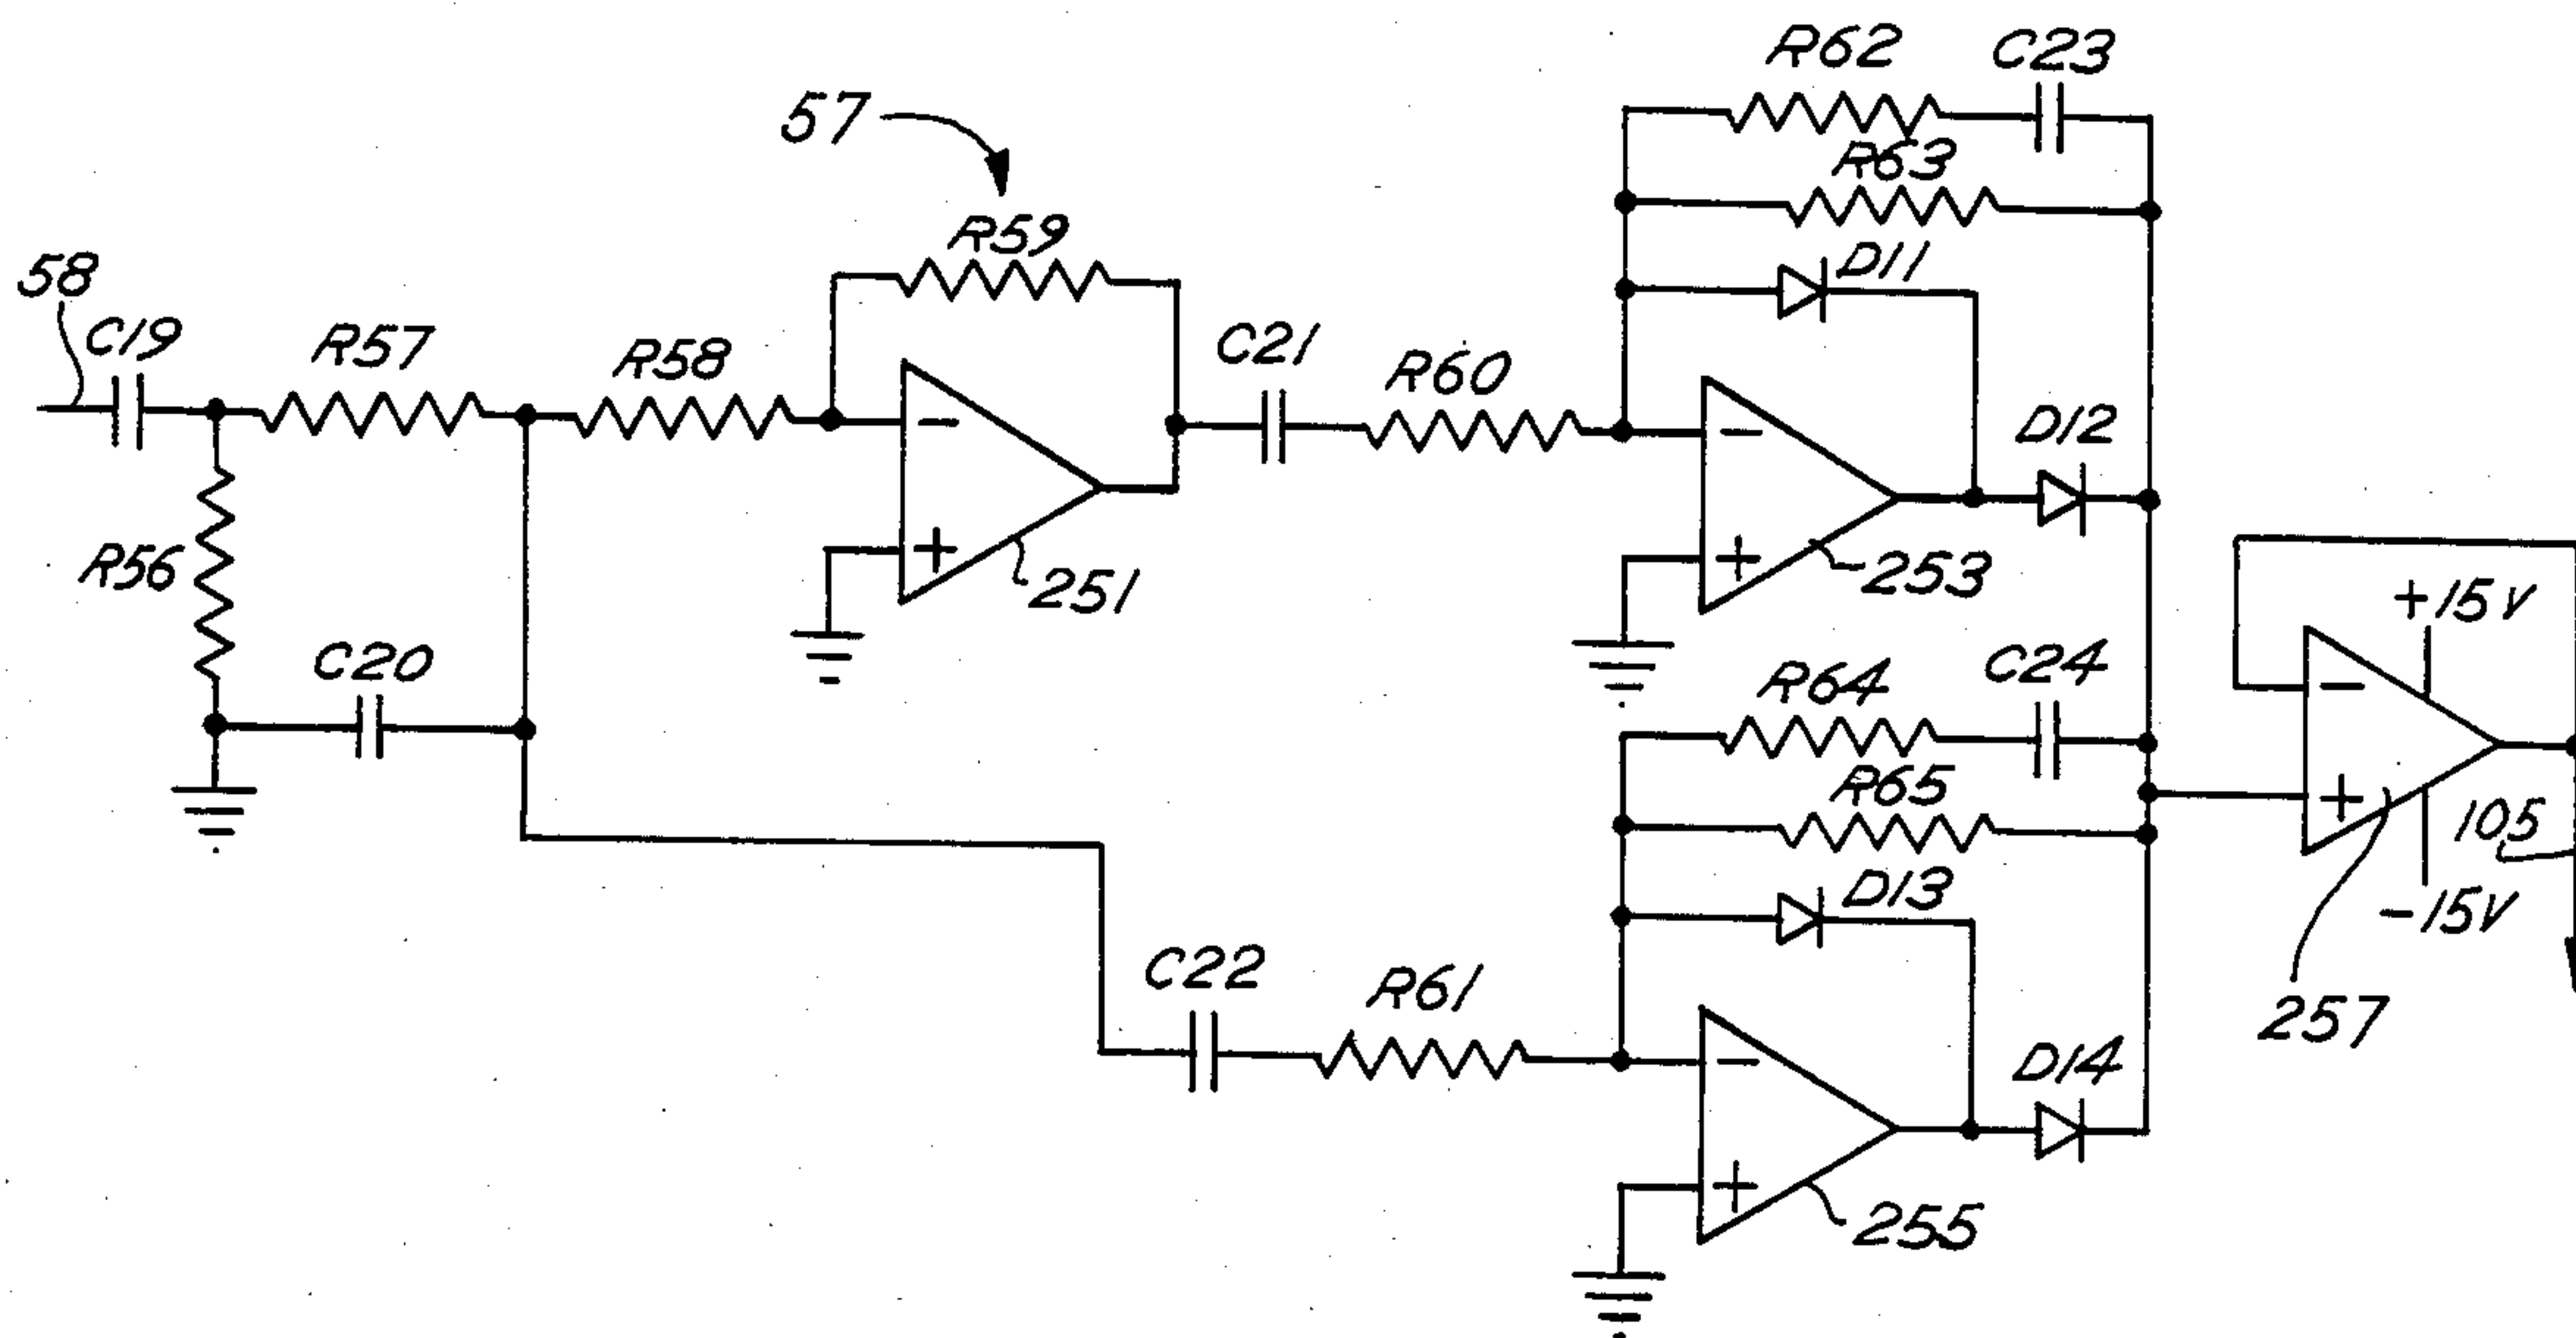 R62
C23
57
R63
R59
D11
58
C19
R57
R58
C21
R60
D12
R56
251
253
+15V
C20
R64
C24
R65
105
D13
-15V
C22
R61
257
D14
255